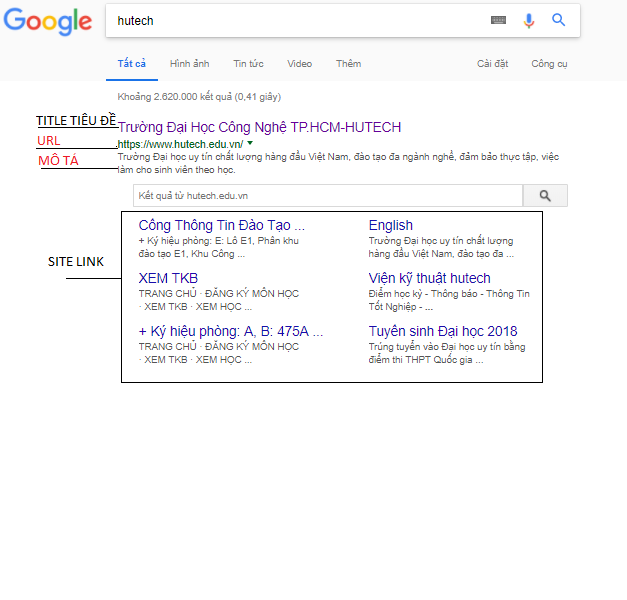 Google
hutech
Tất cả Hình ảnh Tin tức Video Thêm Cài đặt Công cụ
Khoảng 2.620.000 kết quả (0,41 giây)
TITLE TIÊU ĐỀ
Trường Đại Học Công Nghệ TP.HCM-HUTECH
URL
https://www.hutech.edu.vn/
MÔ TẢ
Trường Đại học uy tín chất lượng hàng đầu Việt Nam, đào tạo đa ngành nghề, đảm bảo thực tập, việc
làm cho sinh viên theo học.
Kết quả từ hutech.edu.vn
SITE LINK
Công Thông Tin Đào Tạo ...
+ Ký hiệu phòng: E: Lô E1, Phân khu
đào tạo E1, Khu Công ...
English
Trường Đại học uy tín chất lượng
hàng đầu Việt Nam, đào tạo đa ...
XEM TKB
TRANG CHỦ · ĐĂNG KÝ MÔN HỌC
· XEM TKB · XEM HỌC ...
Viện kỹ thuật hutech
Điểm học kỳ - Thông báo - Thông Tin
Tốt Nghiệp - ...
+ Ký hiệu phòng: A, B: 475A ...
TRANG CHỦ · ĐĂNG KÝ MÔN HỌC
· XEM TKB · XEM HỌC ...
Tuyển sinh Đại học 2018
Trúng tuyển vào Đại học uy tín bằng
điểm thi THPT Quốc gia ...